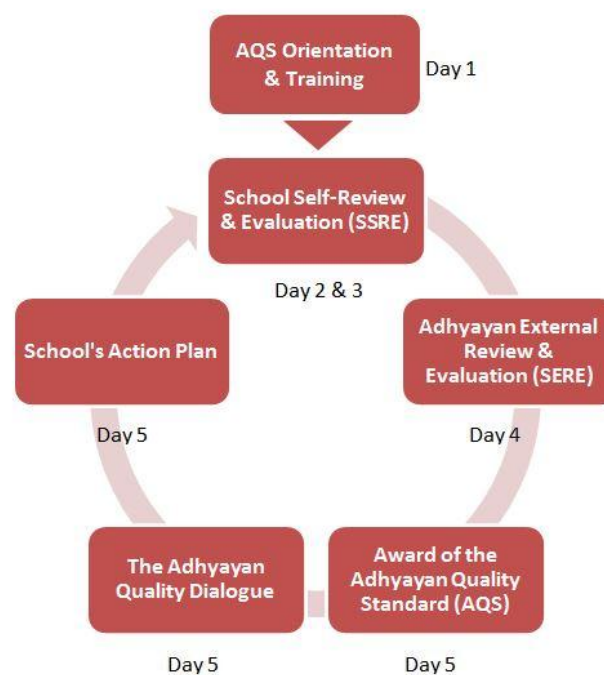 AQS Orientation
& Training
Day 1
School Self-Review
& Evaluation (SSRE)
Day 2 & 3
Adhyayan External
Review &
Evaluation (SERE)
Day 4
Award of the
Adhyayan Quality
Standard (AQS)
Day 5
The Adhyayan
Quality Dialogue
Day 5
School's Action Plan
Day 5